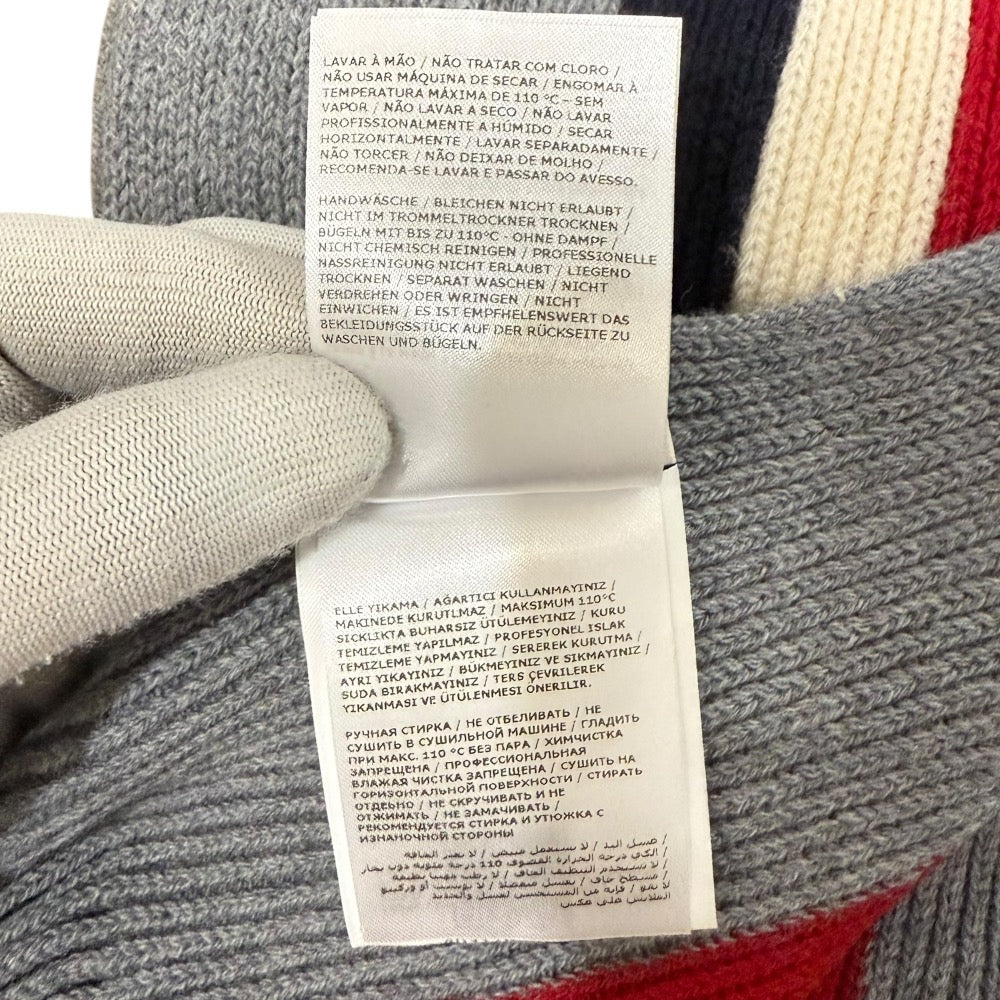 LAVAR À MÃO / NÃO TRATAR COM CLORO /
NÃO USAR MÁQUINA DE SECAR / ENGOMAR À
TEMPERATURA MÁXIMA DE 110 °C – SEM
VAPOR / NÃO LAVAR A SECO / NÃO LAVAR
PROFISSIONALMENTE A HÚMIDO / SECAR
HORIZONTALMENTE / LAVAR SEPARADAMENTE /
NÃO TORCER / NÃO DEIXAR DE MOLHO /
RECOMENDA-SE LAVAR E PASSAR DO AVESSO.
HANDWÄSCHE / BLEICHEN NICHT ERLAUBT /
NICHT IM TROMMELTROCKNER TROCKNEN /
BÜGELN MIT BIS ZU 110°C - OHNE DAMPF /
NICHT CHEMISCH REINIGEN / PROFESSIONELLE
NASSREINIGUNG NICHT ERLAUBT / LIEGEND
TROCKNEN / SEPARAT WASCHEN / NICHT
VERDREHEN ODER WRINGEN / NICHT
EINWICHEN / ES IST EMPFHELENSWERT DAS
BEKLEIDUNGSSTÜCK AUF DER RÜCKSEITE ZU
WASCHEN UND BÜGELN.
ELLE YIKAMA / AĞARTICI KULLANMAYINIZ /
MAKINEDE KURUTILMAZ / MAKSIMUM 110°C
SICKLIKTA BUHARSIZ ÜTÜLEMEYINIZ / KURU
TEMIZLEME YAPILMAZ / PROFESYONEL ISLAK
TEMIZLEME YAPMAYINIZ / SEREREK KURUTMA /
AYRI YIKAYINIZ / BÜKMEYINIZ VE SIKMAYINIZ /
SUDA BIRAKMAYINIZ / TERS ÇEVRILEREK
YIKANMASI VE ÜTÜLENMESI ÖNERILIR.
РУЧНАЯ СТИРКА / НЕ ОТБЕЛИВАТЬ / НЕ
СУШИТЬ В СУШИЛЬНОЙ МАШИНЕ / ГЛАДИТЬ
ПРИ МАКС. 110 °С БЕЗ ПАРА / ХИМЧИСТКА
ЗАПРЕЩЕНА / ПРОФЕССИОНАЛЬНАЯ
ВЛАЖАЯ ЧИСТКА ЗАПРЕЩЕНА / СУШИТЬ НА
ГОРИЗОНТАЛЬНОЙ ПОВЕРХНОСТИ / СТИРАТЬ
ОТДЕЬНО / НЕ СКРУЧИВАТЬ И НЕ
ОТЖИМАТЬ / НЕ ЗАМАЧИВАТЬ /
РЕКОМЕНДУЕТСЯ СТИРКА И УТЮЖКА С
ИЗНАНОЧНОЙ СТОРОНЫ